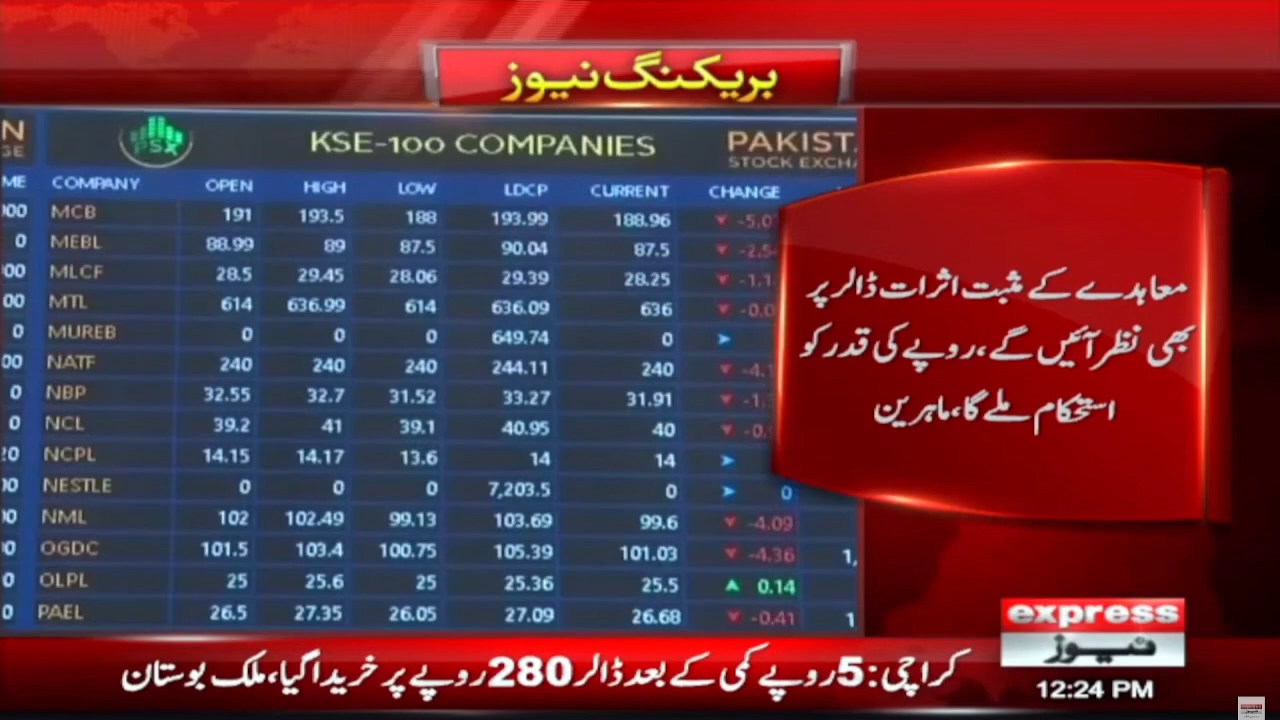 بریکنگ نیوز
PSX
KSE-100 COMPANIES
PAKIST
STOCK EXCHA
COMPANY OPEN HIGH LOW LDCP CURRENT CHANGE
MCB 191 193.5 188 193.99 188.96
MEBL 88.99 89 87.5 90.04 87.5
MLCF 28.5 29.45 28.06 29.39 28.25
MTL 614 636.99 614 636.09 636
MUREB 0 0 0 649.74 0
NATF 240 240 240 244.11 240
NBP 32.55 32.7 31.52 33.27 31.91
NCL 39.2 41 39.1 40.95 40
NCPL 14.15 14.17 13.6 14 14
NESTLE 0 0 0 7,203.5 0 0
NML 102 102.49 99.13 103.69 99.6 -4.09
OGDC 101.5 103.4 100.75 105.39 101.03 -4.36
OLPL 25 25.6 25 25.36 25.5 0.14
PAEL 26.5 27.35 26.05 27.09 26.68 -0.41
معاہدے کے مثبت اثرات ڈالر پر
بھی نظر آئیں گے، روپے کی قدر کو
استحکام ملے گا، ماہرین
express
نیوز
12:24 PM
کراچی: 5 روپے کمی کے بعد ڈالر 280 روپے پر خریدا گیا، ملک بوستان